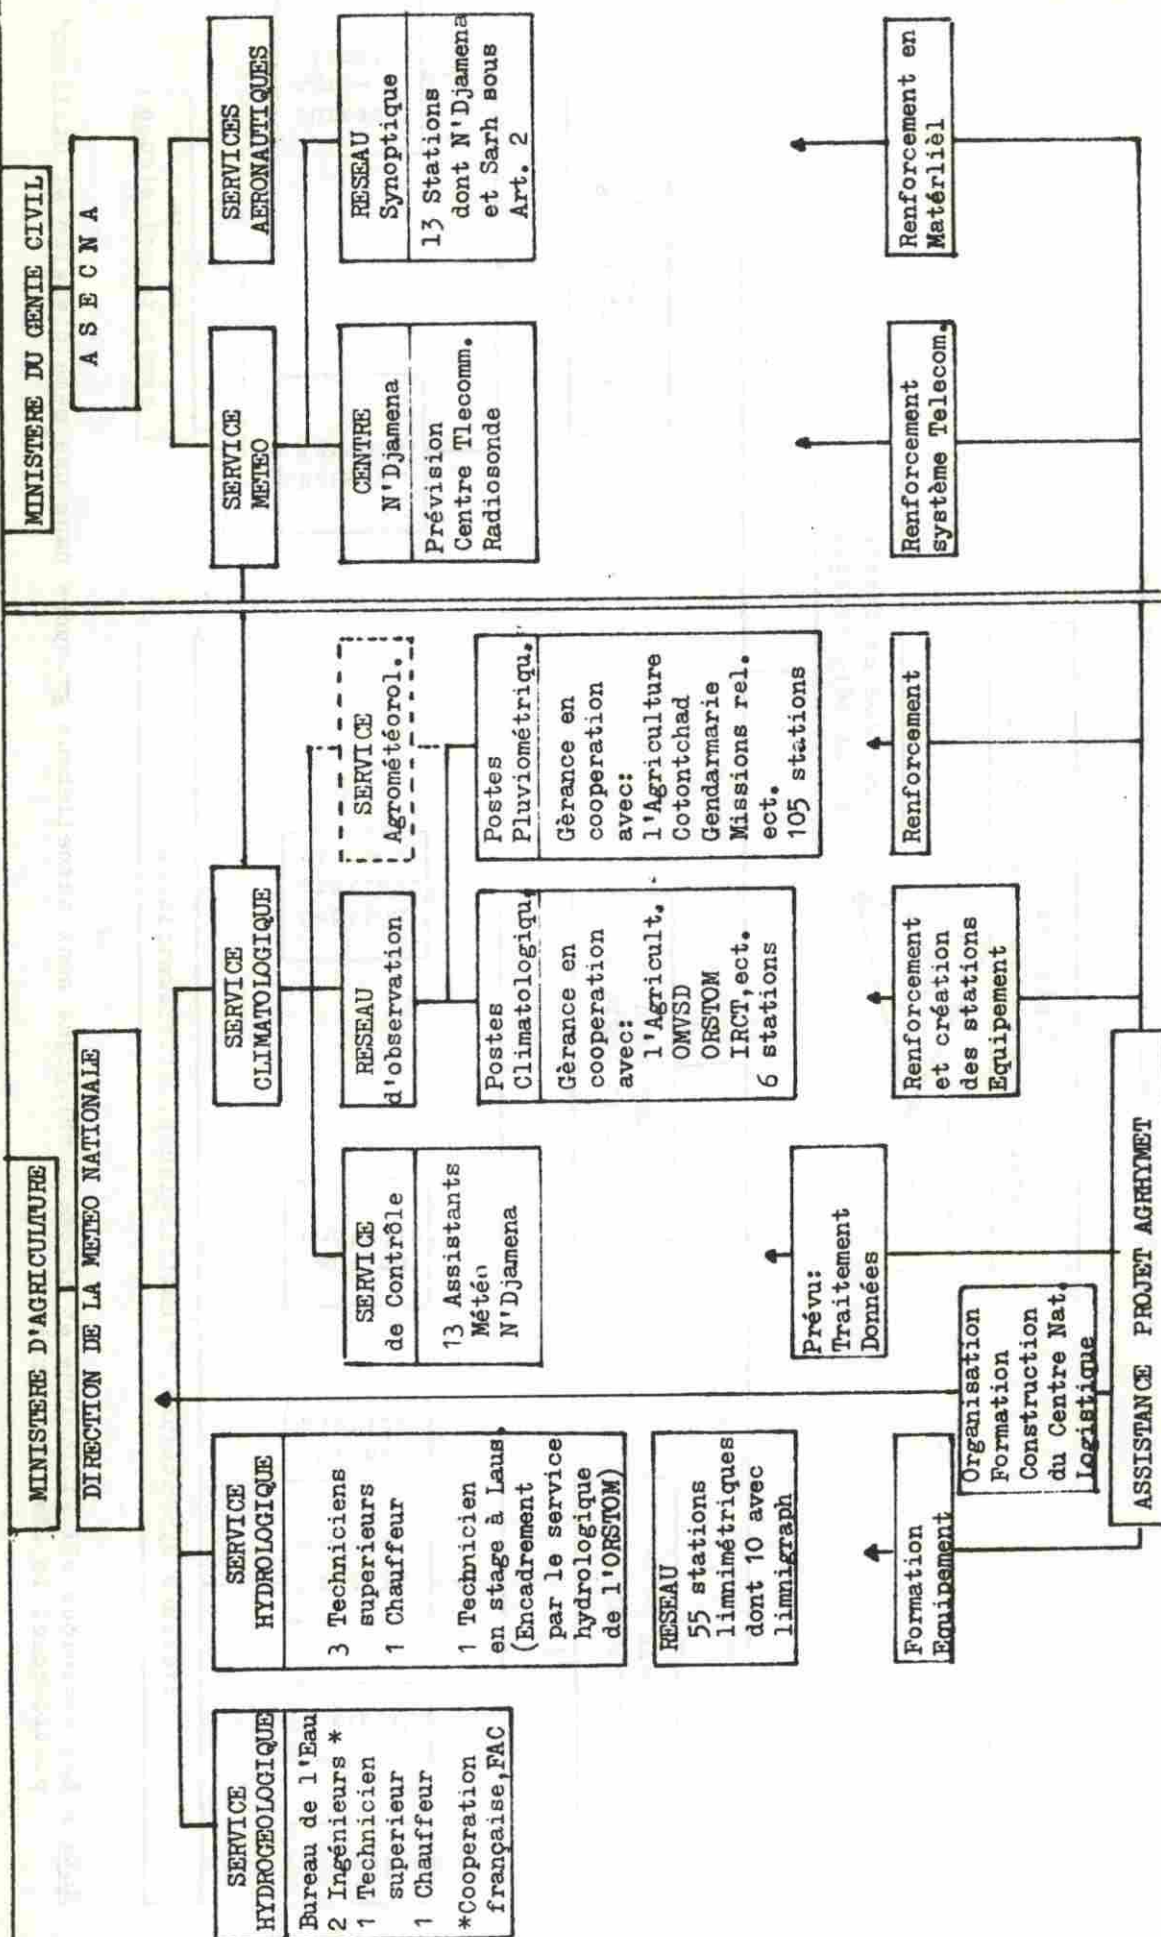 MINISTERE D'AGRICULTURE
DIRECTION DE LA METEO NATIONALE
MINISTERE DU GENIE CIVIL
A S E C N A
SERVICE
HYDROGEOLOGIQUE
Bureau de l'Eau
2 Ingénieurs *
1 Technicien
superieur
1 Chauffeur
*Cooperation
française,FAC
SERVICE
HYDROLOGIQUE
3 Techniciens
superieurs
1 Chauffeur
1 Technicien
en stage à Laus.
(Encadrement
par le service
hydrologique
de l'ORSTOM)
RESEAU
55 stations
limnimétriques
dont 10 avec
limnigraph
SERVICE
CLIMATOLOGIQUE
SERVICE
de Contrôle
13 Assistants
Météo
N'Djamena
RESEAU
d'observation
SERVICE
Agrométéorol.
Postes
Climatologiqu.
Gèrance en
cooperation
avec:
l'Agricult.
OMVSD
ORSTOM
IRCT,ect.
6 stations
Postes
Pluviométriqu.
Gèrance en
cooperation
avec:
l'Agriculture
Cotontchad
Gendarmarie
Missions rel.
ect.
105 stations
SERVICE
METEO
SERVICES
AERONAUTIQUES
CENTRE
N'Djamena
Prévision
Centre Tlecomm.
Radiosonde
RESEAU
Synoptique
13 Stations
dont N'Djamena
et Sarh sous
Art. 2
Formation
Equipement
Organisation
Formation
Construction
du Centre Nat.
Logistique
Prévu:
Traitement
Données
Renforcement
et création
des stations
Equipement
Renforcement
Renforcement
système Telecom.
Renforcement en
Matérlièl
ASSISTANCE PROJET AGRHYMET